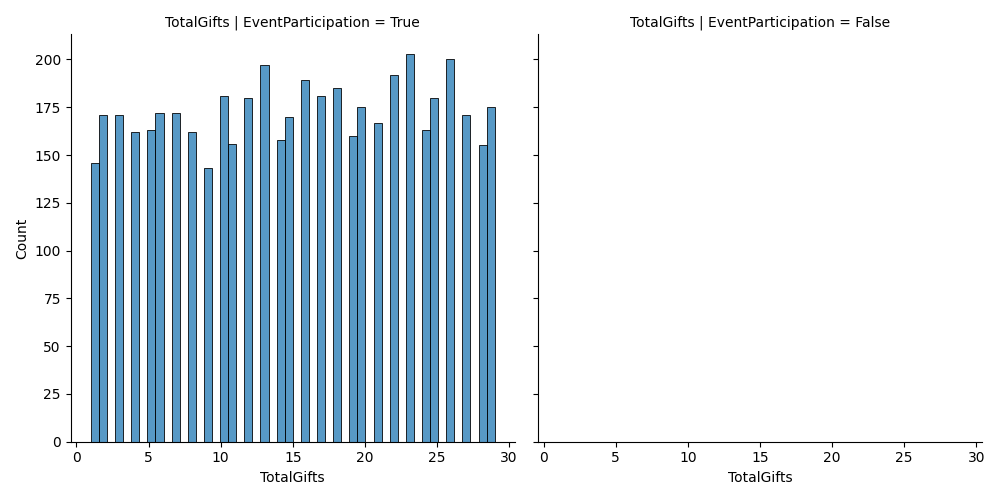 TotalGifts | EventParticipation = True
TotalGifts | EventParticipation = False
Count
200
175
150
125
100
75
50
25
0
0 5 10 15 20 25 30
0 5 10 15 20 25 30
TotalGifts
TotalGifts